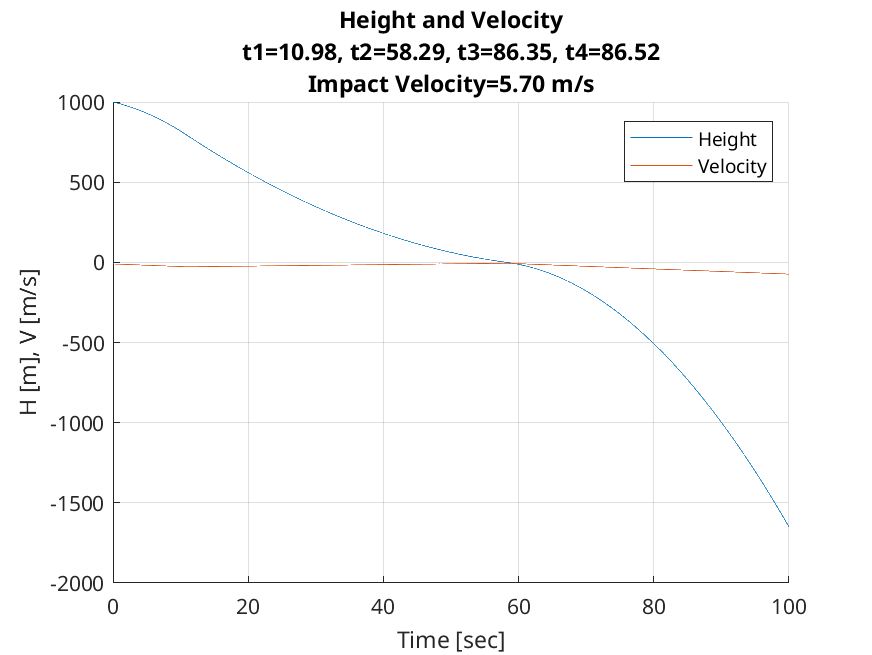 Height and Velocity
t1=10.98, t2=58.29, t3=86.35, t4=86.52
Impact Velocity=5.70 m/s
1000
500
0
-500
-1000
-1500
-2000
H [m], V [m/s]
Height
Velocity
0
20
40
60
80
100
Time [sec]